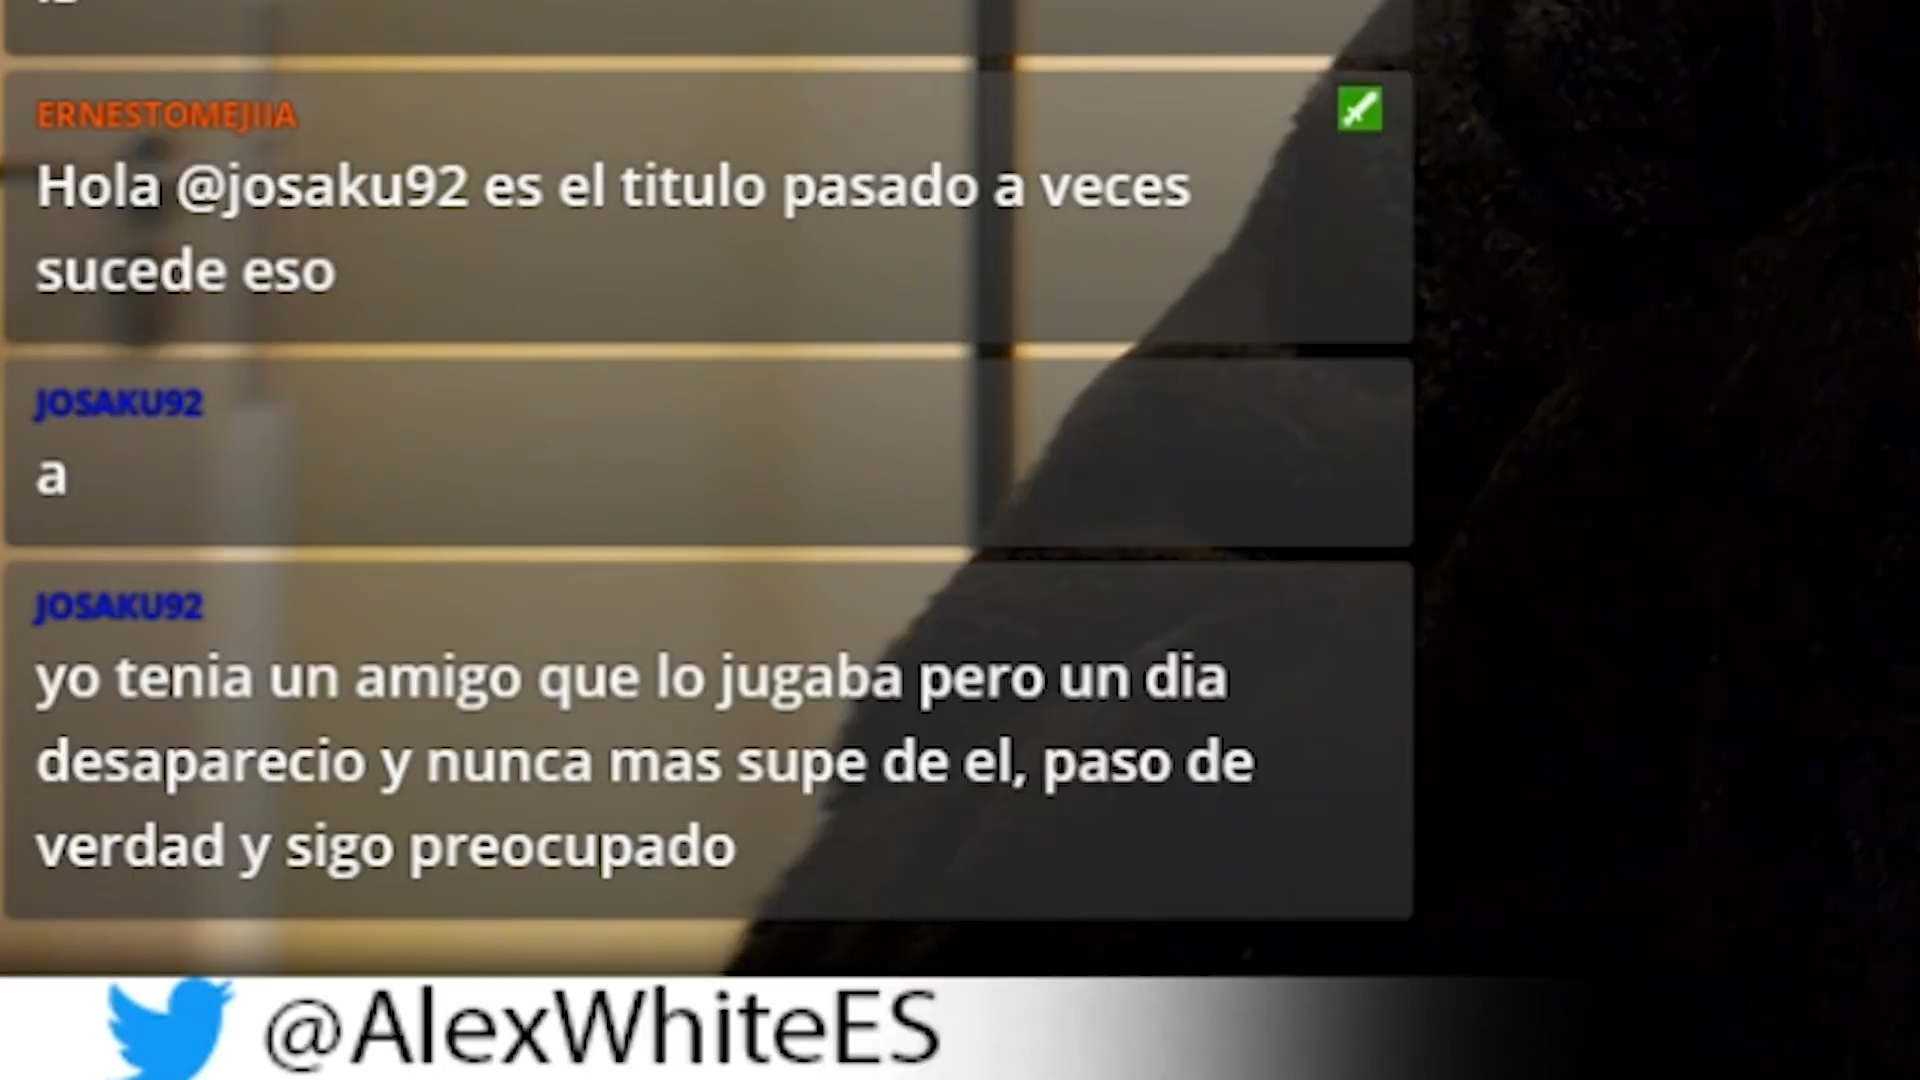 ERNESTOMEJIIA
Hola @josaku92 es el titulo pasado a veces
sucede eso
JOSAKU92
a
JOSAKU92
yo tenia un amigo que lo jugaba pero un dia
desaparecio y nunca mas supe de el, paso de
verdad y sigo preocupado
@AlexWhiteES